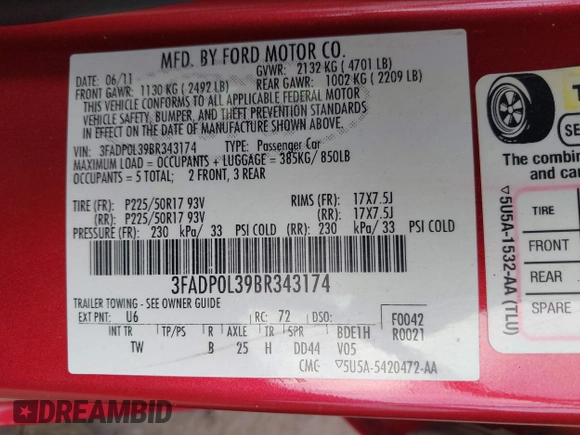 MFD. BY FORD MOTOR CO.
DATE: 06/11 GVWR: 2132 KG ( 4701 LB)
FRONT GAWR: 1130 KG ( 2492 LB) REAR GAWR: 1002 KG ( 2209 LB)
THIS VEHICLE CONFORMS TO ALL APPLICABLE FEDERAL MOTOR
VEHICLE SAFETY, BUMPER, AND THEFT PREVENTION STANDARDS
IN EFFECT ON THE DATE OF MANUFACTURE SHOWN ABOVE.
VIN: 3FADP0L39BR343174 TYPE: Passenger Car
MAXIMUM LOAD = OCCUPANTS + LUGGAGE = 385KG/ 850LB
OCCUPANTS = 5 TOTAL; 2 FRONT, 3 REAR
TIRE (FR): P225/50R17 93V RIMS (FR): 17X7.5J
(RR): P225/50R17 93V (RR): 17X7.5J
PRESSURE (FR): 230 kPa/ 33 PSI COLD (RR): 230 kPa/ 33 PSI COLD
3FADP0L39BR343174
TRAILER TOWING - SEE OWNER GUIDE
EXT PNT: U6 RC: 72 DSO: F0042
R0021
INT TR TP/PS R AXLE TR SPR BDE1H
TW B 25 H DD44 V05
CMC ▽5U5A-5420472-AA
The combin
and car
TIRE
FRONT
REAR
SPARE
▽5U5A-1532-AA (TLU)
DREAMBID